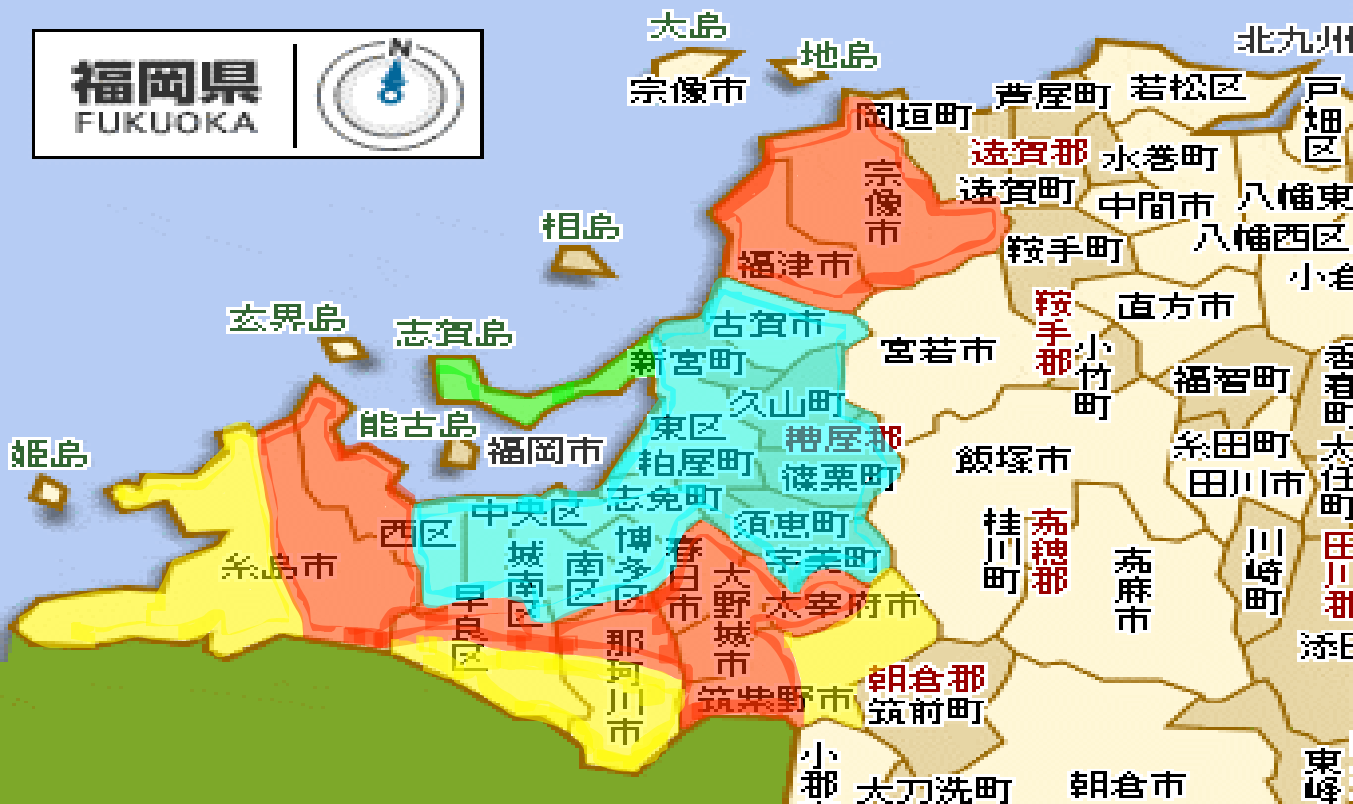 福岡県
FUKUOKA
N
大島
地島
宗像市
北九州
岡垣町
芦屋町
若松区
戸畑区
遠賀郡
水巻町
宗像市
遠賀町
中間市
八幡東
相島
鞍手町
八幡西区
福津市
小倉
鞍手郡
直方市
玄界島
志賀島
古賀市
宮若市
小竹町
新宮町
福智町
香春町
久山町
能古島
東区
糟屋郡
福岡市
姫島
粕屋町
篠栗町
飯塚市
糸田町
田川市
大任町
志免町
中央区
西区
須恵町
桂川町
嘉穂郡
博多区
城南区
南区
春日市
宇美町
嘉麻市
川崎町
田川郡
糸島市
大野城市
太宰府市
早良区
那珂川市
添田
朝倉郡
筑紫野市
筑前町
小郡
大刀洗町
朝倉市
東峰